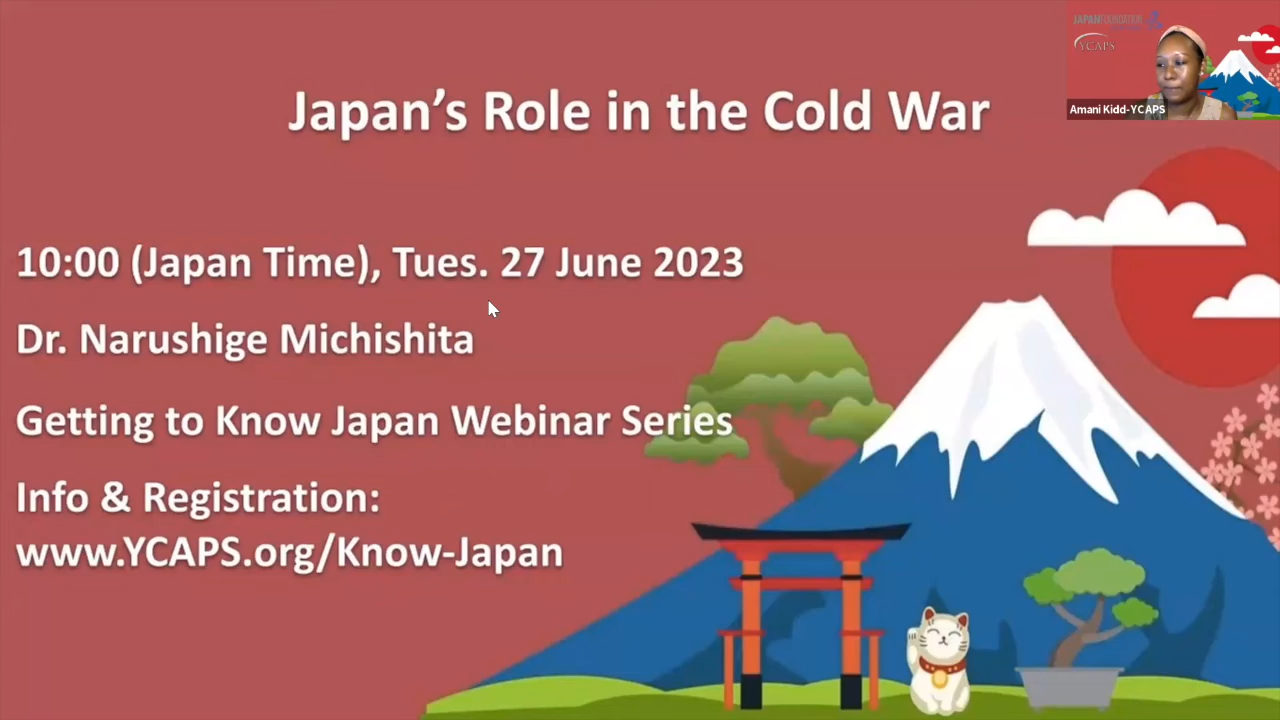 Japan's Role in the Cold War
JAPANFOUNDATION
YCAPS
Amani Kidd-YCAPS
10:00 (Japan Time), Tues. 27 June 2023
Dr. Narushige Michishita
Getting to Know Japan Webinar Series
Info & Registration:
www.YCAPS.org/Know-Japan